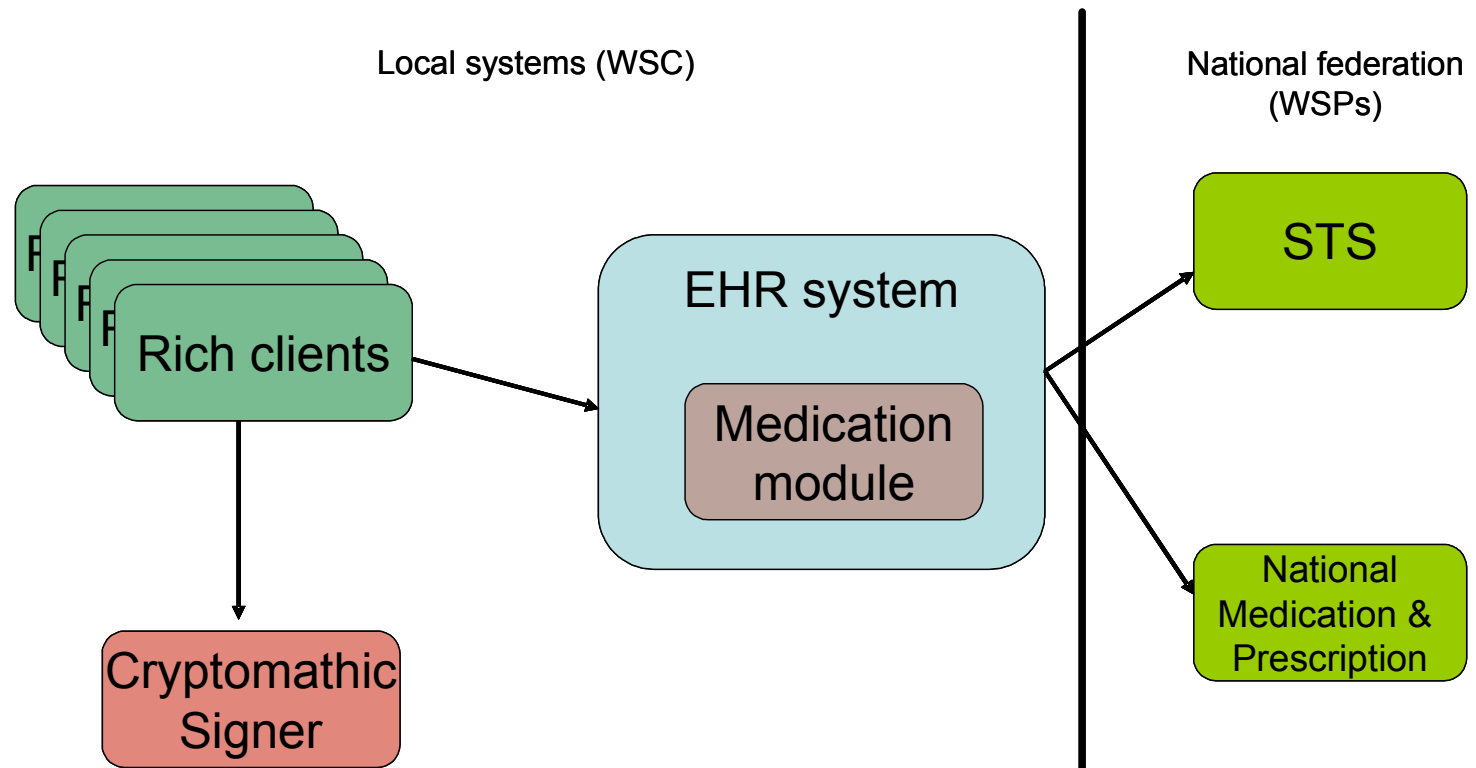 Local systems (WSC)
National federation
(WSPs)
Rich clients
EHR system
Medication
module
STS
National
Medication &
Prescription
Cryptomathic
Signer